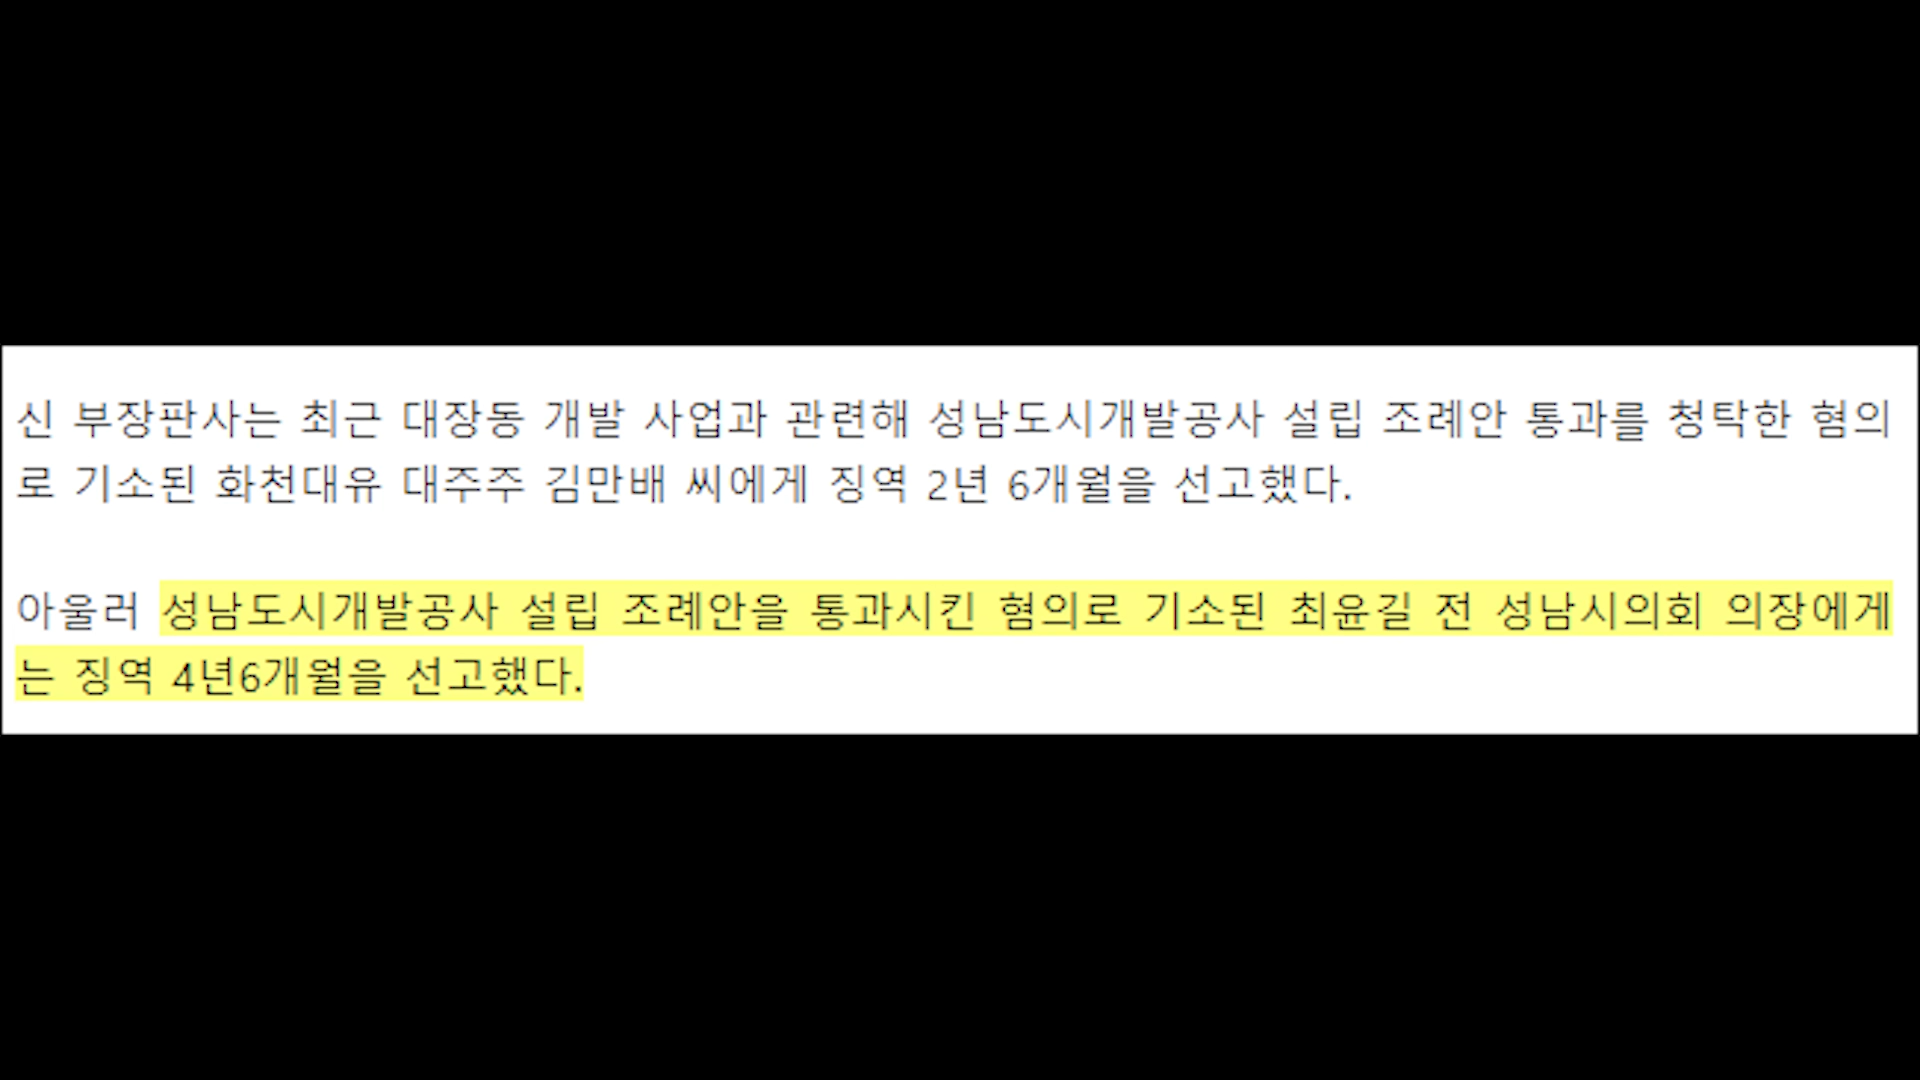 신 부장판사는 최근 대장동 개발 사업과 관련해 성남도시개발공사 설립 조례안 통과를 청탁한 혐의
로 기소된 화천대유 대주주 김만배 씨에게 징역 2년 6개월을 선고했다.
아울러 성남도시개발공사 설립 조례안을 통과시킨 혐의로 기소된 최윤길 전 성남시의회 의장에게
는 징역 4년6개월을 선고했다.